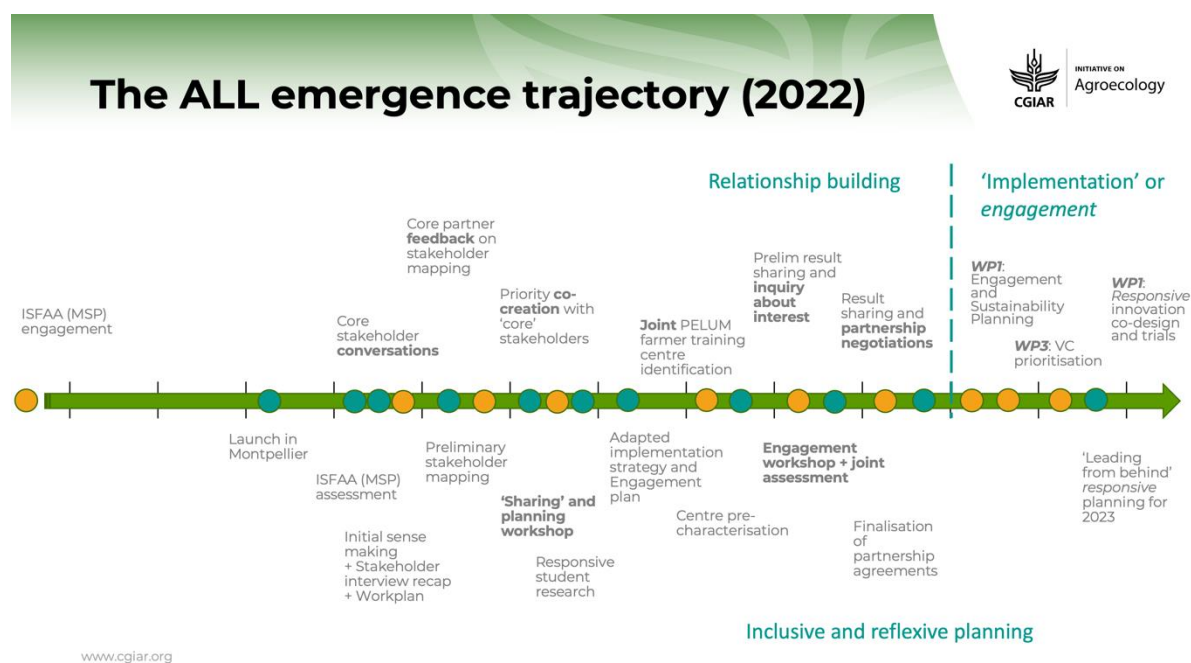 The ALL emergence trajectory (2022)
CGIAR
INITIATIVE ON
Agroecology
Relationship building
‘Implementation’ or
engagement
ISFAA (MSP)
engagement
Core
stakeholder
conversations
Core partner
feedback on
stakeholder
mapping
Priority co-
creation with
‘core’
stakeholders
Joint PELUM
farmer training
centre
identification
Prelim result
sharing and
inquiry
about
interest
Result
sharing and
partnership
negotiations
WP1:
Engagement
and
Sustainability
Planning
WP3: VC
prioritisation
WP1:
Responsive
innovation
co-design
and trials
Launch in
Montpellier
ISFAA (MSP)
assessment
Initial sense
making
+ Stakeholder
interview recap
+ Workplan
Preliminary
stakeholder
mapping
‘Sharing’ and
planning
workshop
Responsive
student
research
Adapted
implementation
strategy and
Engagement
plan
Centre pre-
characterisation
Engagement
workshop + joint
assessment
Finalisation
of
partnership
agreements
‘Leading
from behind’
responsive
planning for
2023
Inclusive and reflexive planning
www.cgiar.org